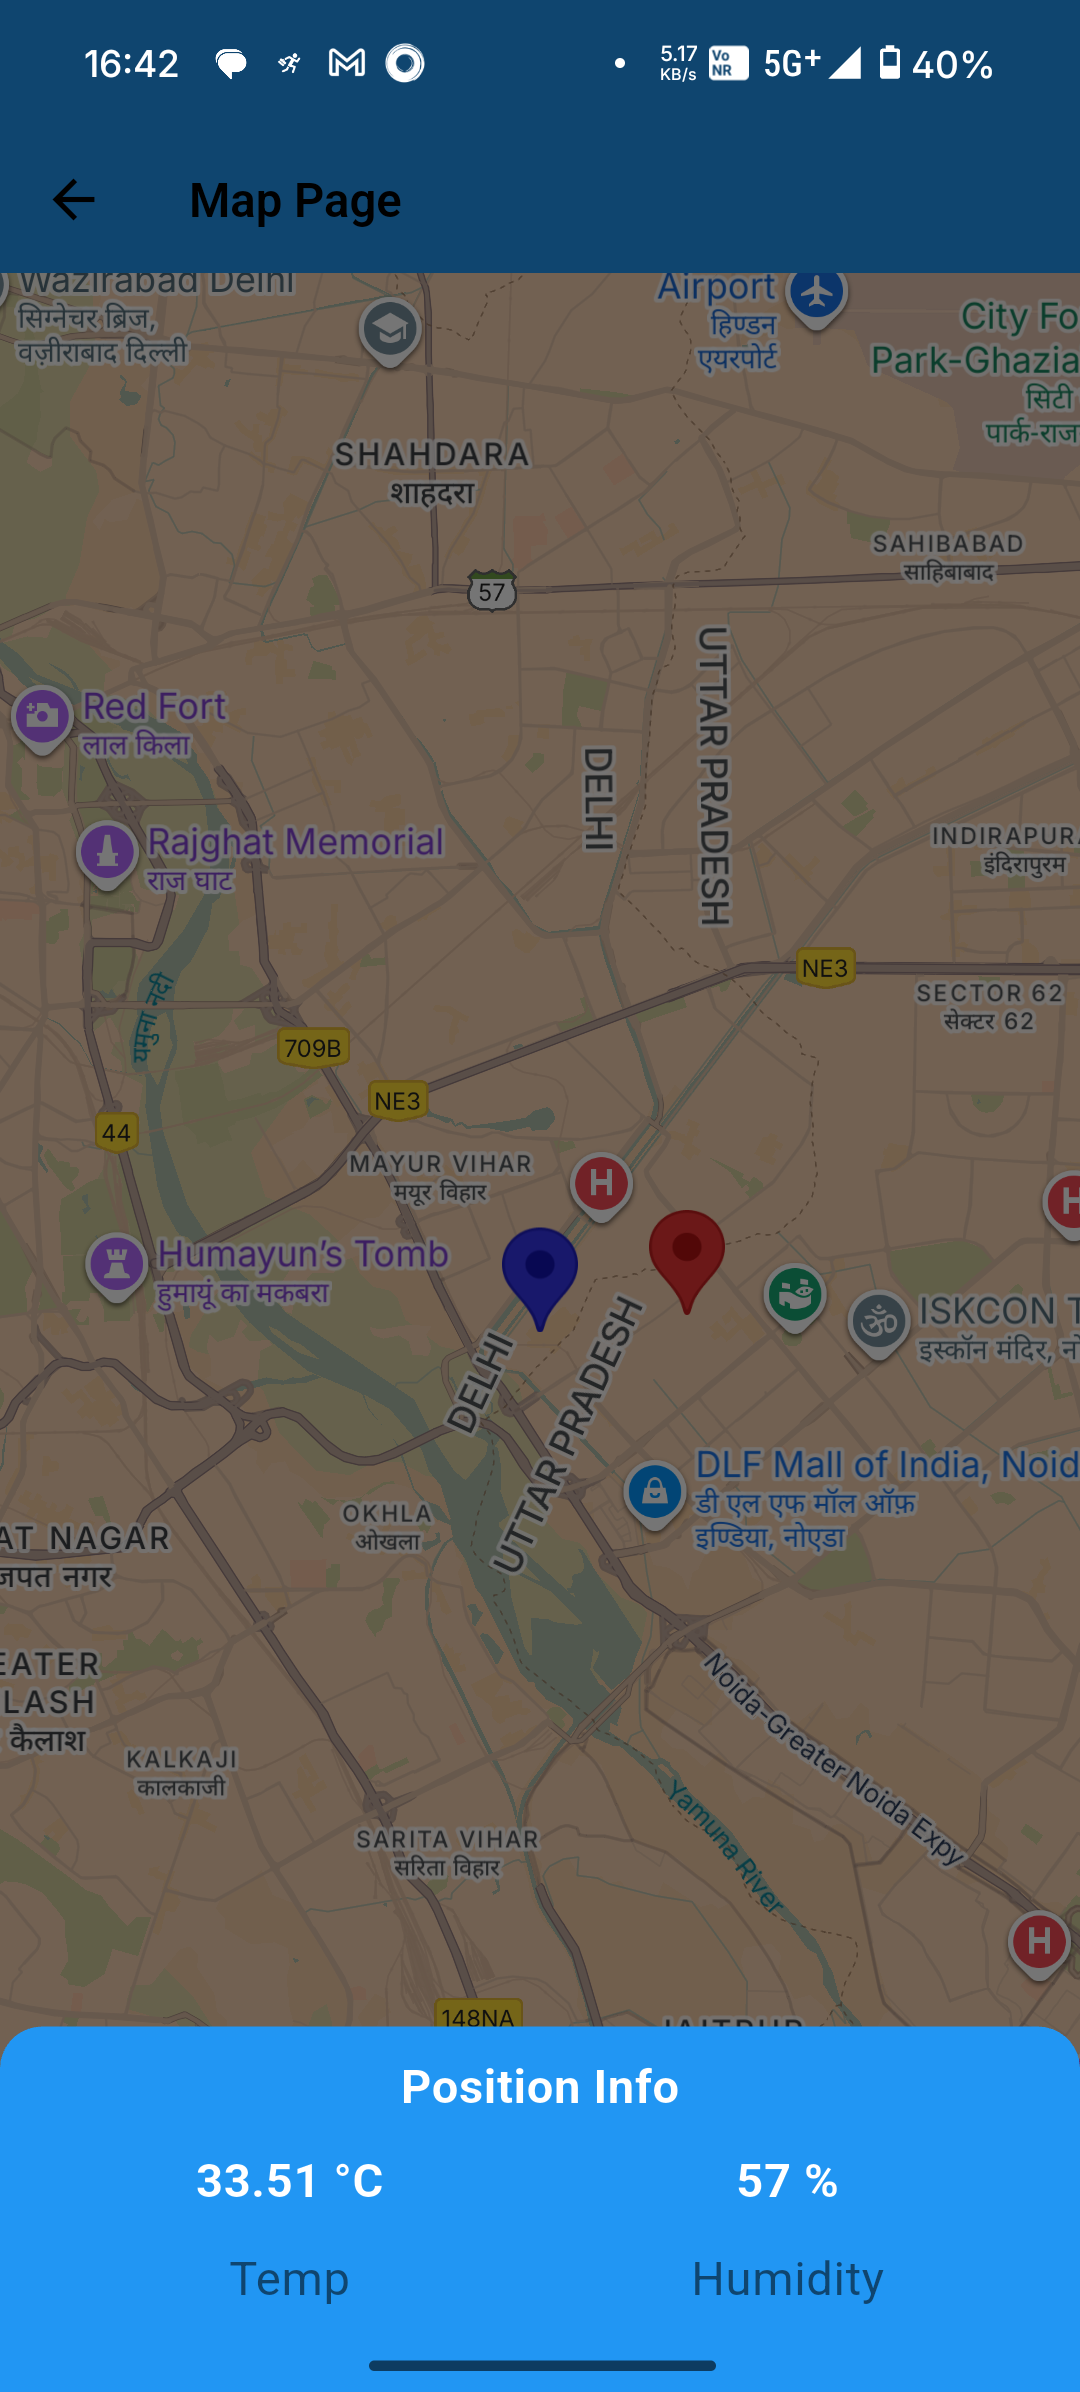 16:42
5.17
KB/s
Vo
NR
5G+
40%
Map Page
Wazirabad Delhi
सिग्नेचर ब्रिज,
वज़ीराबाद दिल्ली
Airport
हिण्डन
एयरपोर्ट
City Fo
Park-Ghazia
सिटी
पार्क-राज
SHAHDARA
शाहदरा
SAHIBABAD
साहिबाबाद
57
UTTAR PRADESH
DELHI
Red Fort
लाल किला
Rajghat Memorial
राज घाट
INDIRAPURA
इंदिरापुरम
NE3
SECTOR 62
सेक्टर 62
यमुना नदी
709B
NE3
44
MAYUR VIHAR
मयूर विहार
H
H
Humayun's Tomb
हुमायूं का मकबरा
ISKCON T
इस्कॉन मंदिर, नो
DELHI
UTTAR PRADESH
DLF Mall of India, Noid
डी एल एफ मॉल ऑफ़
इण्डिया, नोएडा
OKHLA
ओखला
AT NAGAR
जपत नगर
EATER
LASH
कैलाश
KALKAJI
कालकाजी
Noida-Greater Noida Expy
Yamuna River
SARITA VIHAR
सरिता विहार
H
148NA
JAITPUR
Position Info
33.51 °C
57 %
Temp
Humidity